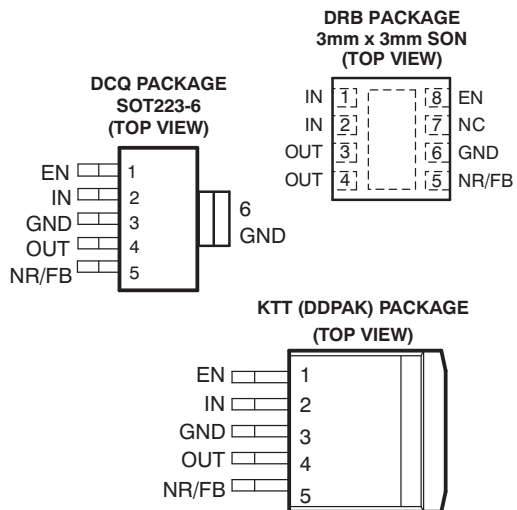 DRB PACKAGE
3mm x 3mm SON
(TOP VIEW)
IN 1 8 EN
IN 2 7 NC
OUT 3 6 GND
OUT 4 5 NR/FB
DCQ PACKAGE
SOT223-6
(TOP VIEW)
EN 1
IN 2
GND 3
OUT 4
NR/FB 5
6
GND
KTT (DDPAK) PACKAGE
(TOP VIEW)
EN 1
IN 2
GND 3
OUT 4
NR/FB 5